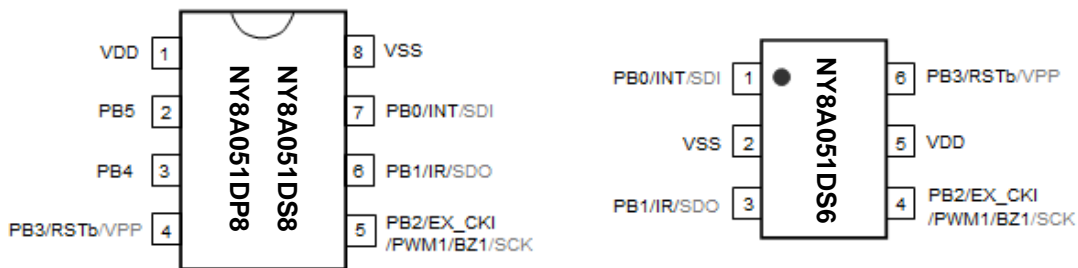 VDD 1
PB5 2
PB4 3
PB3/RSTb/VPP 4
NY8A051DP8
NY8A051DS8
8 VSS
7 PB0/INT/SDI
6 PB1/IR/SDO
5 PB2/EX_CKI
/PWM1/BZ1/SCK
PB0/INT/SDI 1
VSS 2
PB1/IR/SDO 3
NY8A051DS6
6 PB3/RSTb/VPP
5 VDD
4 PB2/EX_CKI
/PWM1/BZ1/SCK